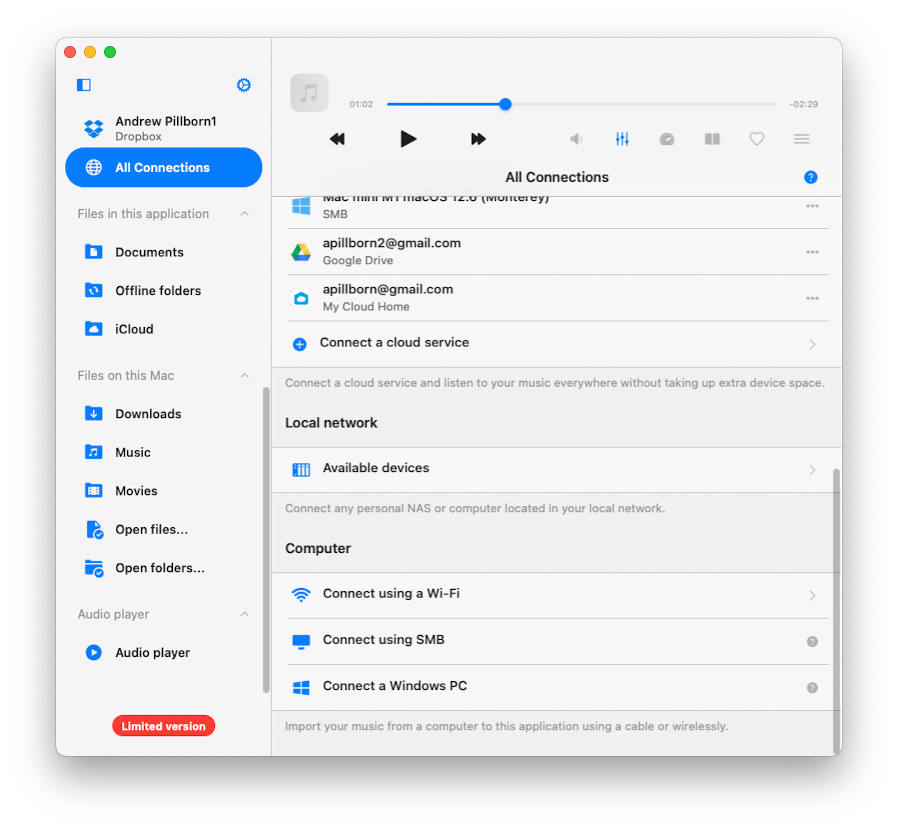 Andrew Pillborn1
Dropbox
All Connections
Files in this application
Documents
Offline folders
iCloud
Files on this Mac
Downloads
Music
Movies
Open files...
Open folders...
Audio player
Audio player
Limited version
01:02
-02:29
All Connections
?
Mac mini M1 macOS 12.6 (Monterey)
SMB
apillborn2@gmail.com
Google Drive
apillborn@gmail.com
My Cloud Home
Connect a cloud service
Connect a cloud service and listen to your music everywhere without taking up extra device space.
Local network
Available devices
Connect any personal NAS or computer located in your local network.
Computer
Connect using a Wi-Fi
Connect using SMB
?
Connect a Windows PC
?
Import your music from a computer to this application using a cable or wirelessly.